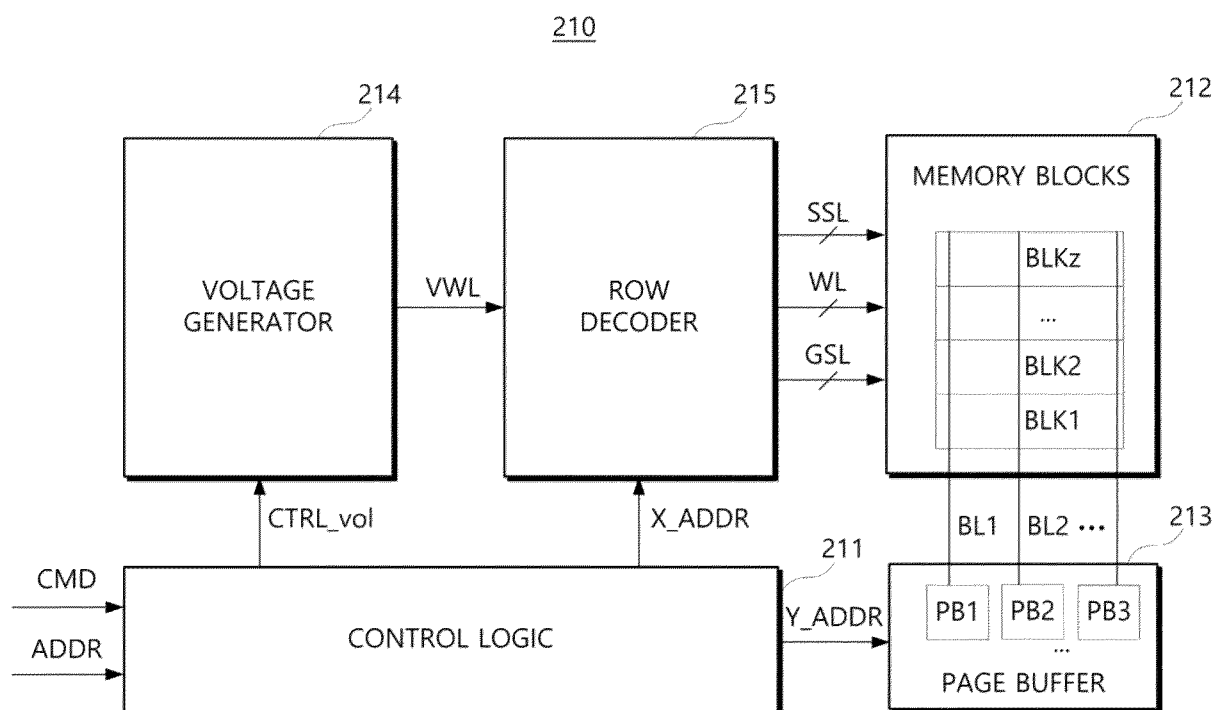 210
214
215
212
VOLTAGE
GENERATOR
VWL
ROW
DECODER
SSL
WL
GSL
MEMORY BLOCKS
BLKz
...
BLK2
BLK1
CTRL_vol
X_ADDR
BL1
BL2 •••
213
211
CMD
ADDR
CONTROL LOGIC
Y_ADDR
PB1
PB2
PB3
...
PAGE BUFFER